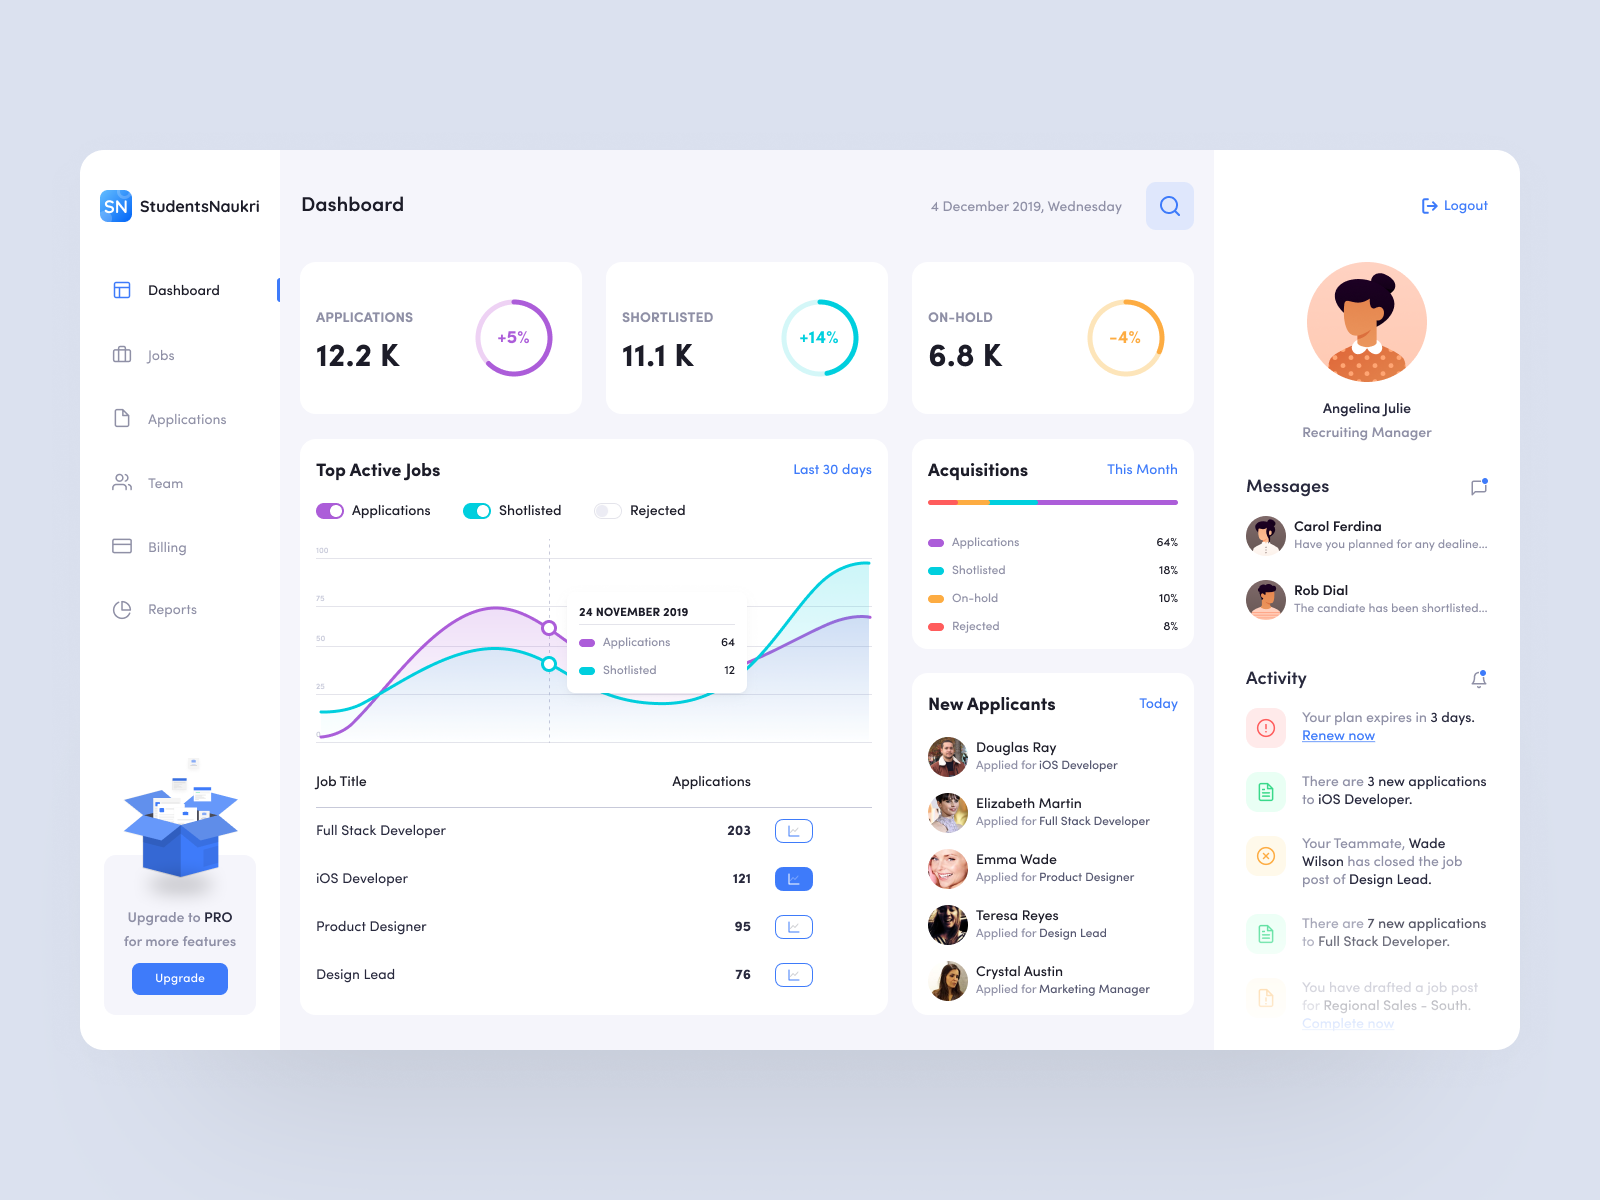 SN StudentsNaukri
Dashboard
Jobs
Applications
Team
Billing
Reports
Upgrade to PRO
for more features
Upgrade
Dashboard
4 December 2019, Wednesday
APPLICATIONS
12.2 K
+5%
SHORTLISTED
11.1 K
+14%
ON-HOLD
6.8 K
-4%
Top Active Jobs
Last 30 days
Applications
Shotlisted
Rejected
100
75
50
25
0
24 NOVEMBER 2019
Applications 64
Shotlisted 12
Job Title Applications
Full Stack Developer 203
iOS Developer 121
Product Designer 95
Design Lead 76
Acquisitions
This Month
Applications 64%
Shotlisted 18%
On-hold 10%
Rejected 8%
New Applicants
Today
Douglas Ray
Applied for iOS Developer
Elizabeth Martin
Applied for Full Stack Developer
Emma Wade
Applied for Product Designer
Teresa Reyes
Applied for Design Lead
Crystal Austin
Applied for Marketing Manager
Logout
Angelina Julie
Recruiting Manager
Messages
Carol Ferdina
Have you planned for any dealine...
Rob Dial
The candiate has been shortlisted...
Activity
Your plan expires in 3 days.
Renew now
There are 3 new applications
to iOS Developer.
Your Teammate, Wade
Wilson has closed the job
post of Design Lead.
There are 7 new applications
to Full Stack Developer.
You have drafted a job post
for Regional Sales - South.
Complete now